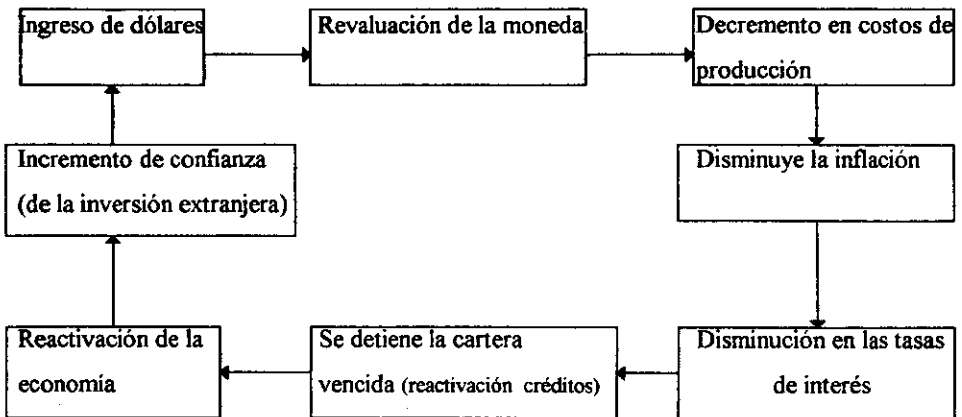 Ingreso de dólares
Revaluación de la moneda
Decremento en costos de
producción
Incremento de confianza
(de la inversión extranjera)
Disminuye la inflación
Reactivación de la
economía
Se detiene la cartera
vencida (reactivación créditos)
Disminución en las tasas
de interés